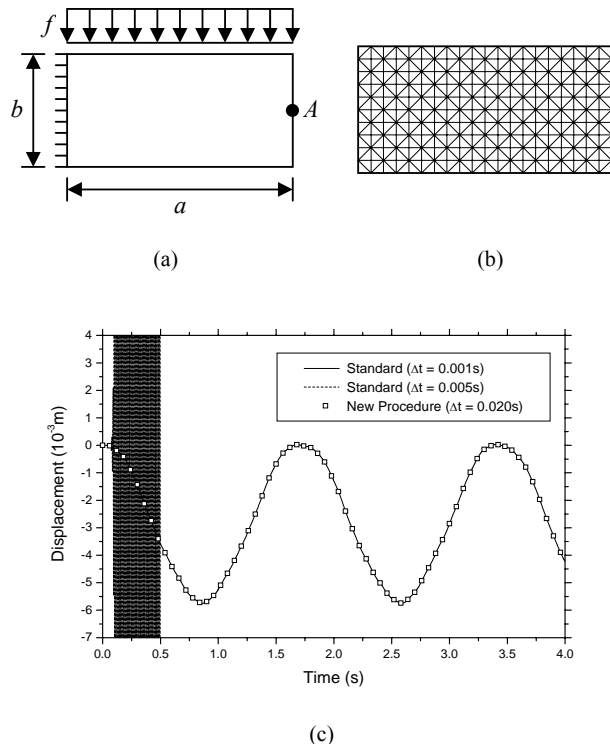 f
b
A
a
(a)
(b)
4
3
2
1
0
-1
-2
-3
-4
-5
-6
-7
Displacement (10⁻³m)
Standard (Δt = 0.001s)
Standard (Δt = 0.005s)
New Procedure (Δt = 0.020s)
0.0 0.5 1.0 1.5 2.0 2.5 3.0 3.5 4.0
Time (s)
(c)